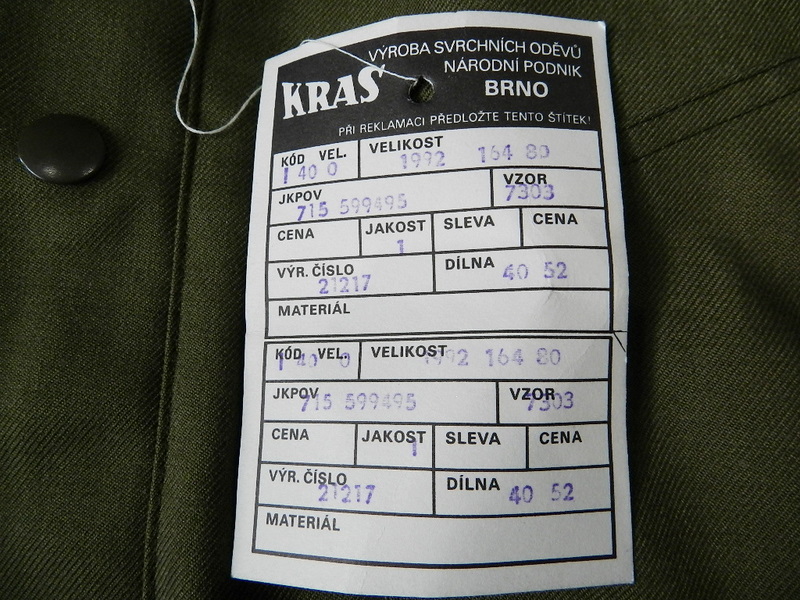 VÝROBA SVRCHNÍCH ODĚVŮ
NÁRODNÍ PODNIK
KRAS BRNO
PŘI REKLAMACI PŘEDLOŽTE TENTO ŠTÍTEK!
KÓD VEL. VELIKOST
1 40 0 1992 164 80
JKPOV VZOR
715 599495 7303
CENA JAKOST SLEVA CENA
1
VÝR. ČÍSLO DÍLNA 40 52
21217
MATERIÁL
KÓD VEL. VELIKOST
1 40 0 1992 164 80
JKPOV VZOR
715 599495 7303
CENA JAKOST SLEVA CENA
1
VÝR. ČÍSLO DÍLNA 40 52
21217
MATERIÁL